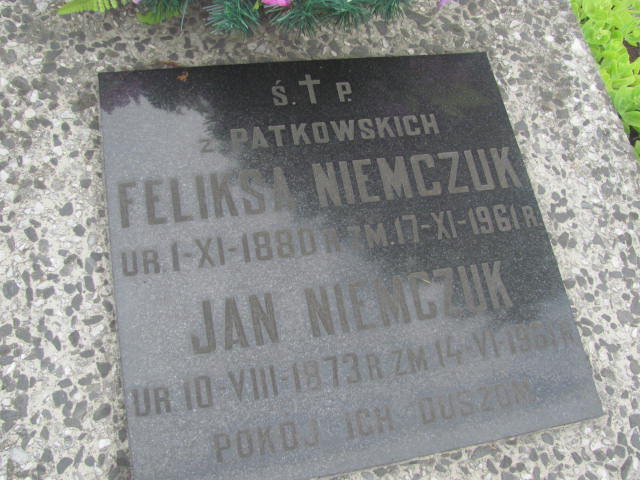 Ś.†P.
z PATKOWSKICH
FELIKSA NIEMCZUK
UR. 1-XI-1880 R ZM. 17-XI-1961 R.
JAN NIEMCZUK
UR 10-VIII-1873 R ZM 14-VI-1961 R
POKÓJ ICH DUSZOM